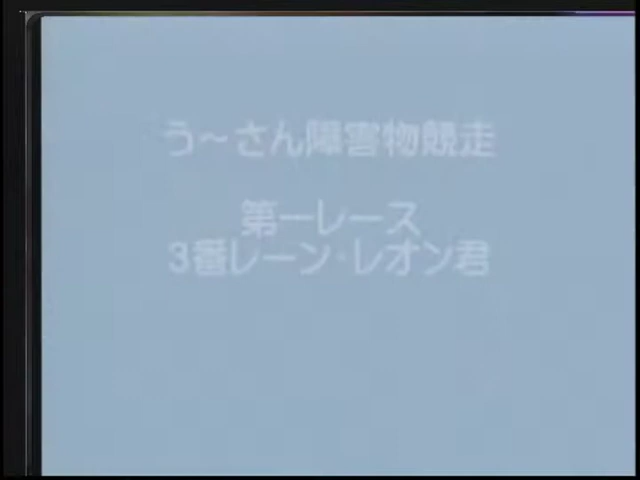 う〜さん障害物競走
第一レース
3番レーン・レオン君